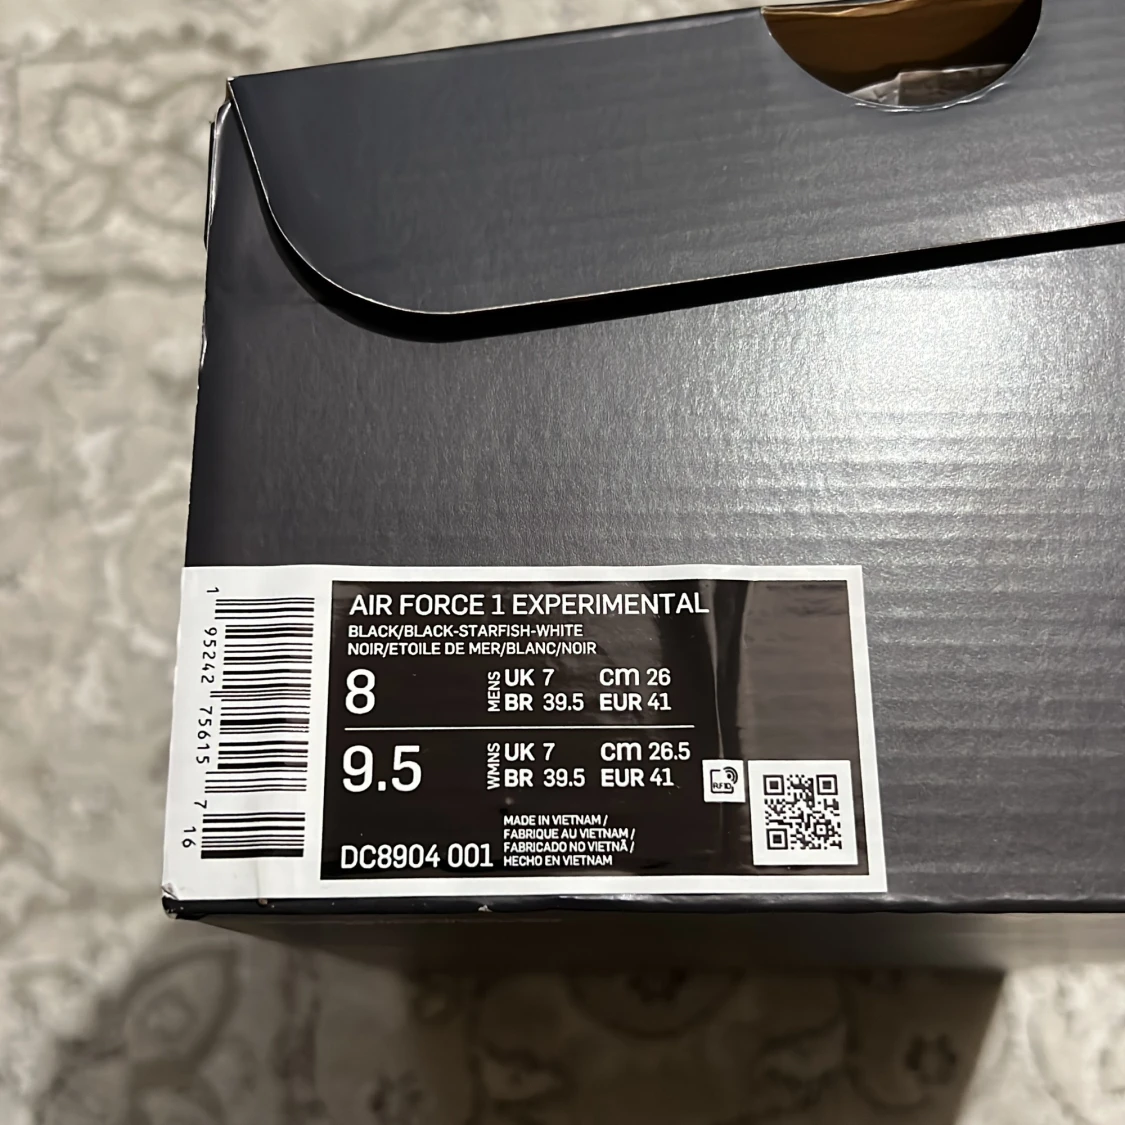 AIR FORCE 1 EXPERIMENTAL
BLACK/BLACK-STARFISH-WHITE
NOIR/ETOILE DE MER/BLANC/NOIR
8 MENS UK 7 cm 26
BR 39.5 EUR 41
9.5 WMNS UK 7 cm 26.5
BR 39.5 EUR 41
RFID
MADE IN VIETNAM /
FABRIQUE AU VIETNAM /
FABRICADO NO VIETNÃ /
HECHO EN VIETNAM
DC8904 001
1 95242 75615 7 16